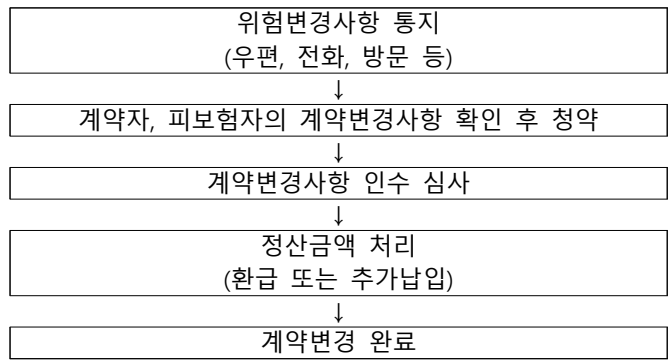 위험변경사항 통지
(우편, 전화, 방문 등)
↓
계약자, 피보험자의 계약변경사항 확인 후 청약
↓
계약변경사항 인수 심사
↓
정산금액 처리
(환급 또는 추가납입)
↓
계약변경 완료